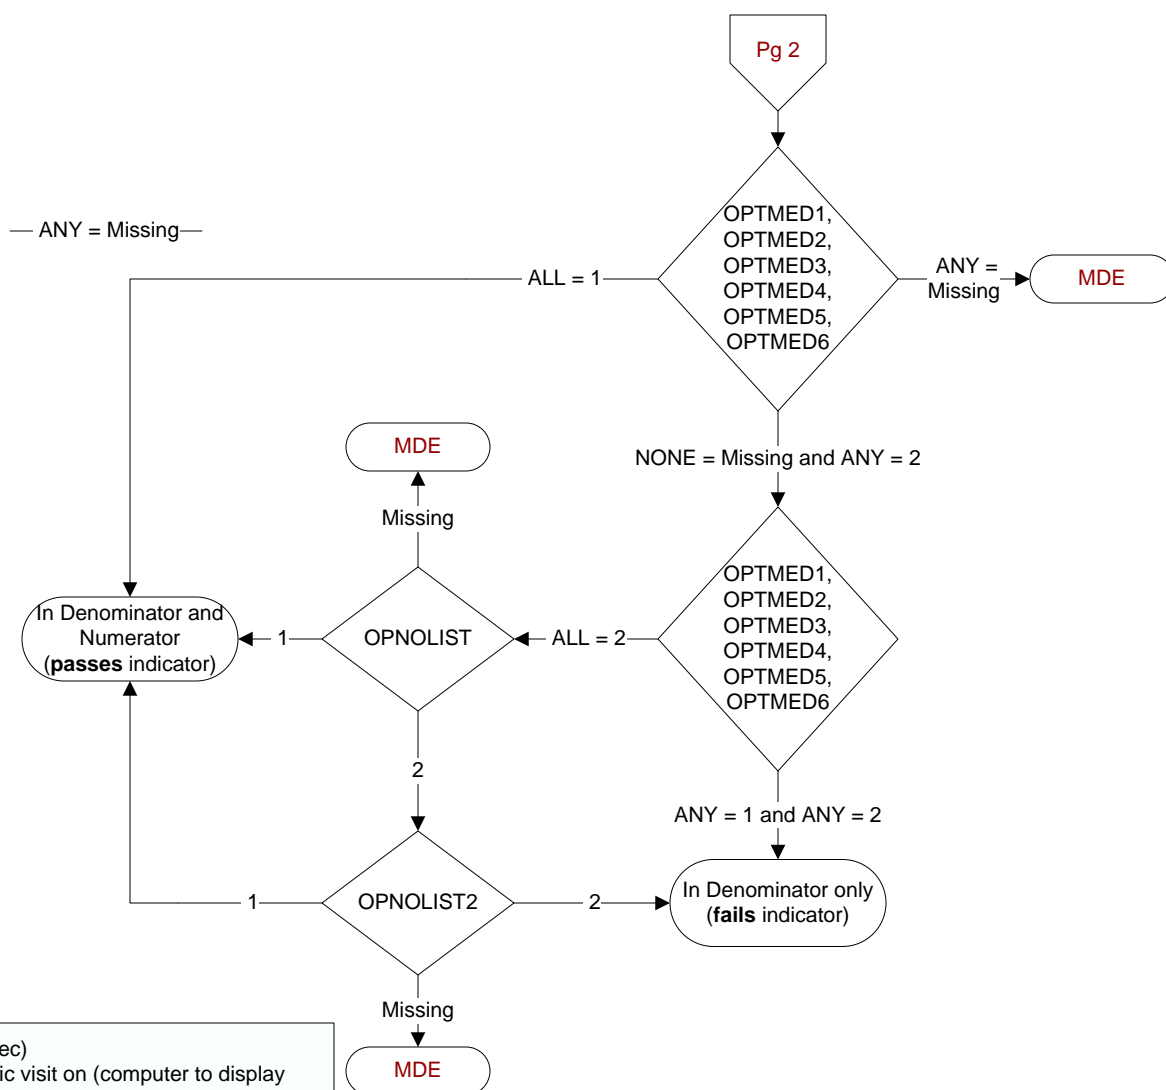 Pg 2
OPTMED1,
OPTMED2,
OPTMED3,
OPTMED4,
OPTMED5,
OPTMED6
ANY = Missing
ALL = 1
ANY =
Missing
MDE
NONE = Missing and ANY = 2
MDE
Missing
OPTMED1,
OPTMED2,
OPTMED3,
OPTMED4,
OPTMED5,
OPTMED6
In Denominator and
Numerator
(passes indicator)
1
OPNOLIST
ALL = 2
2
ANY = 1 and ANY = 2
1
OPNOLIST2
2
In Denominator only
(fails indicator)
Missing
MDE
ec)
ic visit on (computer to display